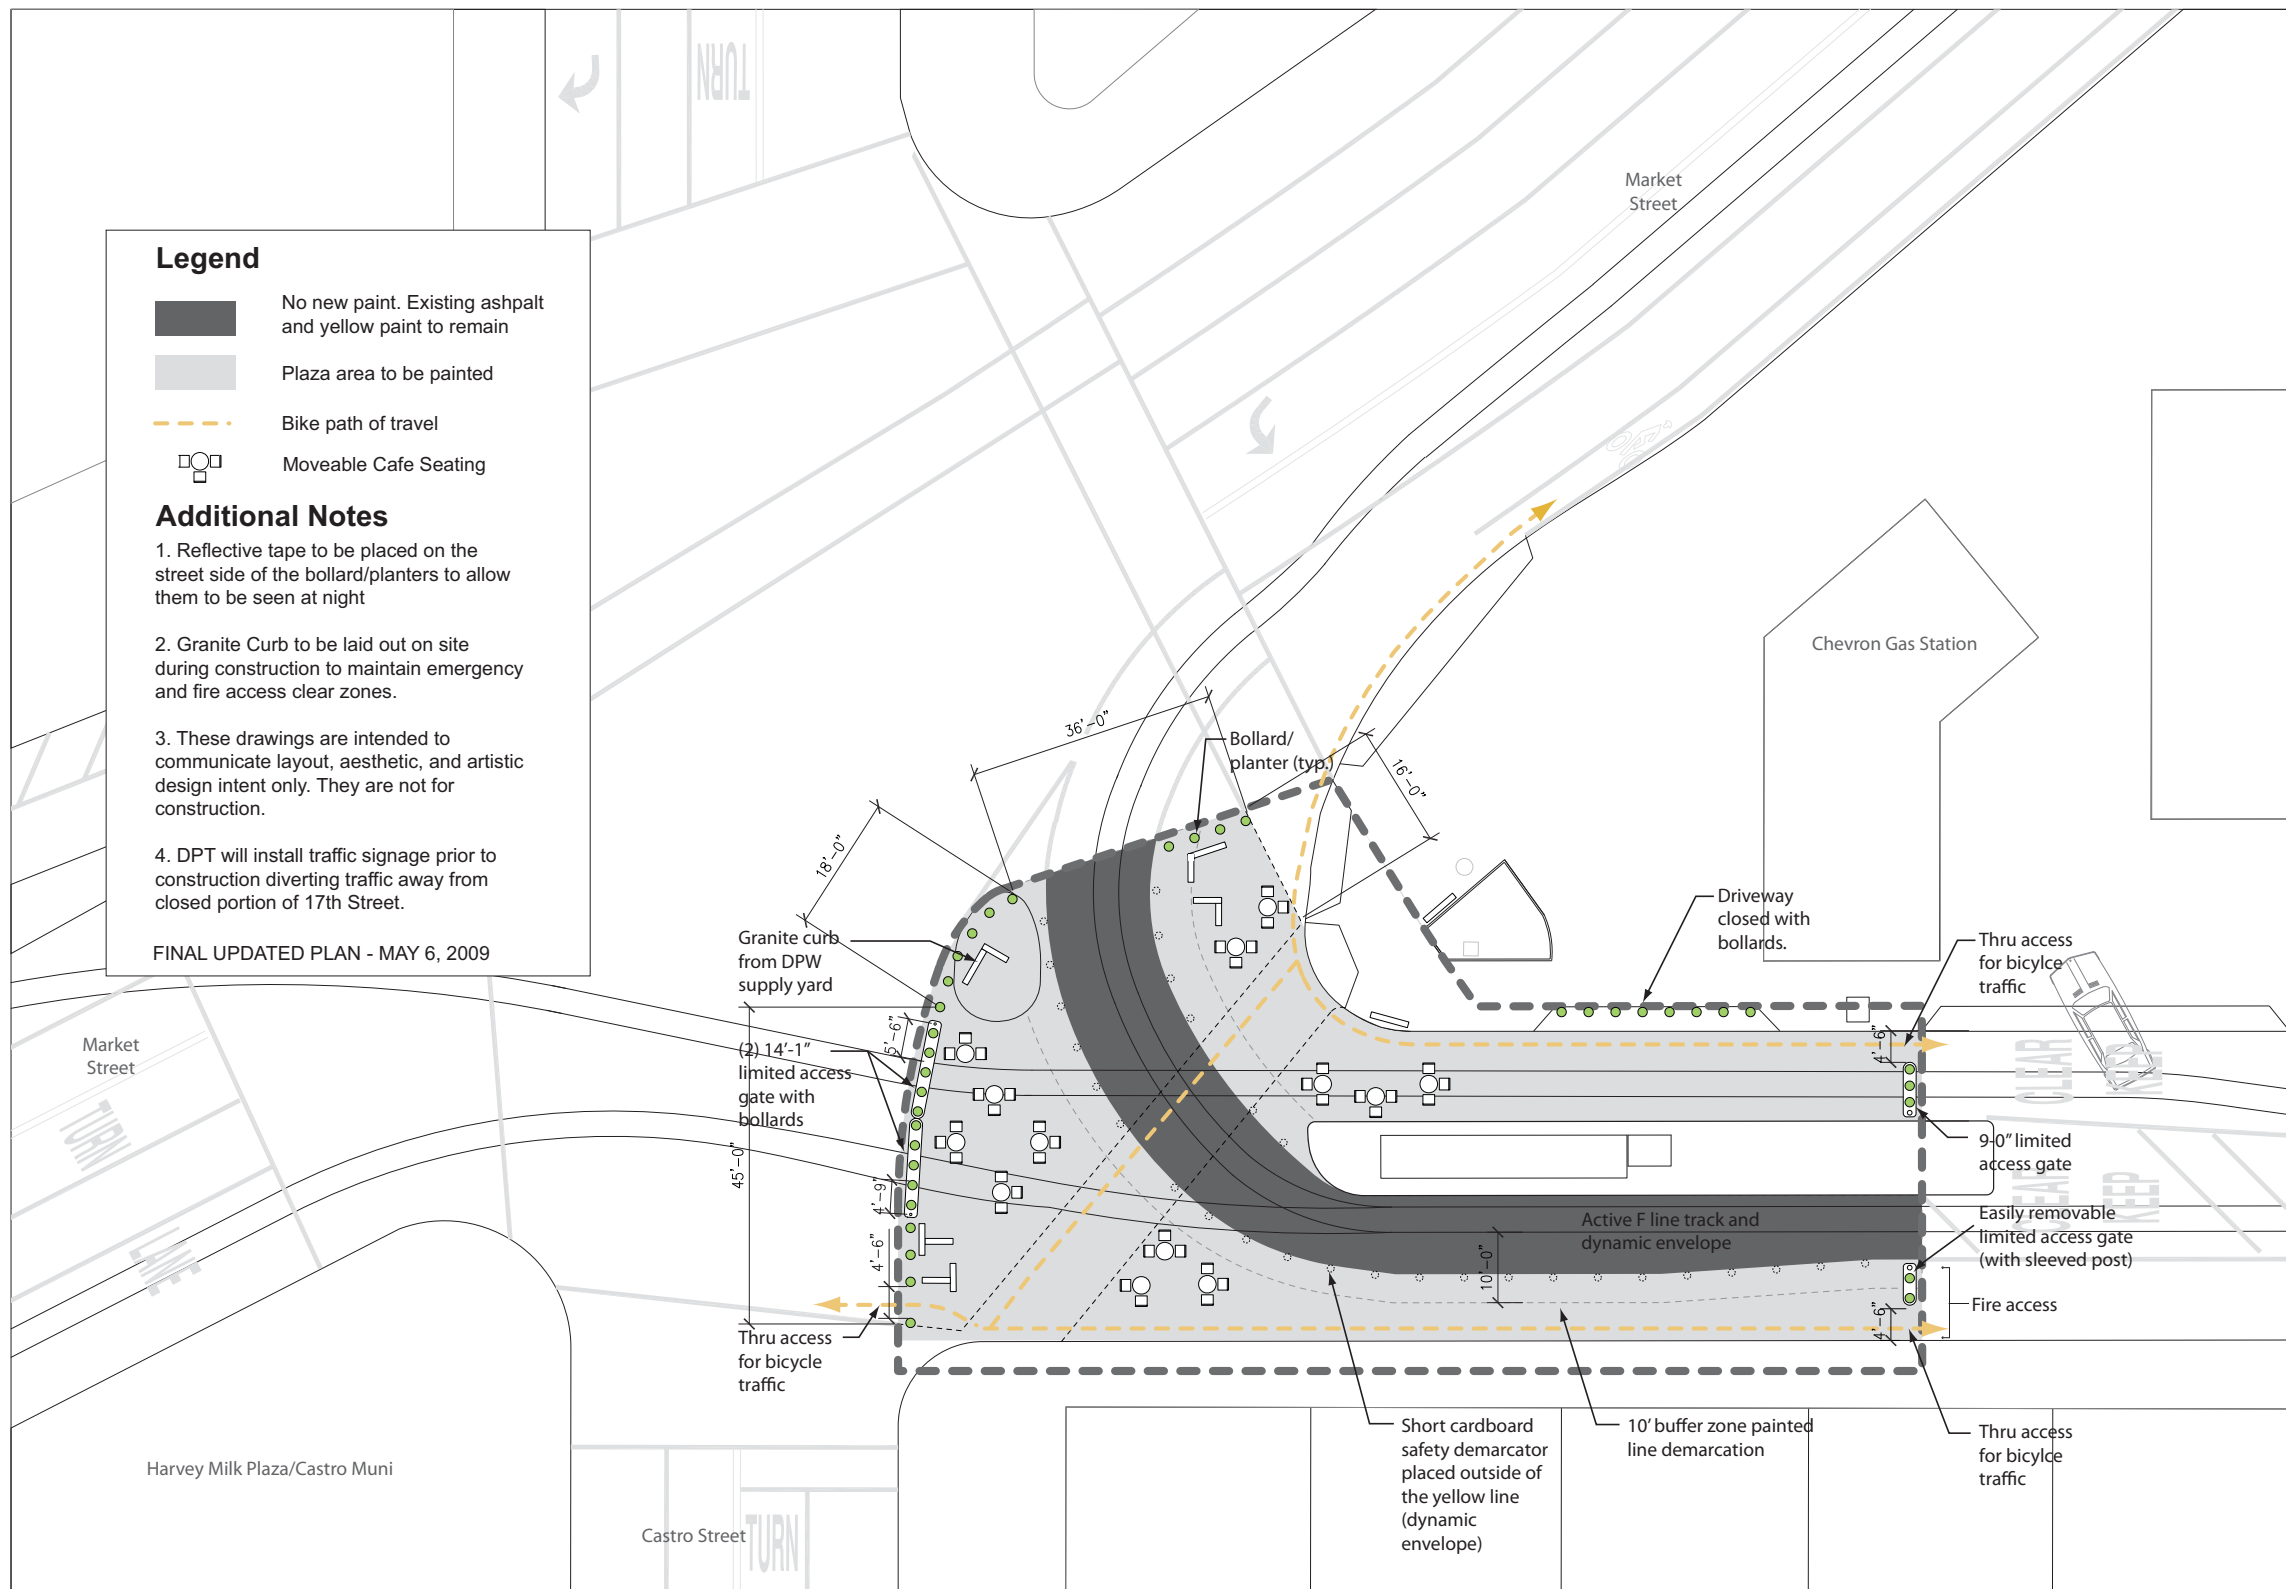 TURN
Market
Street
Legend
No new paint. Existing ashpalt
and yellow paint to remain
Plaza area to be painted
Bike path of travel
Moveable Cafe Seating
Additional Notes
1. Reflective tape to be placed on the
street side of the bollard/planters to allow
them to be seen at night
2. Granite Curb to be laid out on site
during construction to maintain emergency
and fire access clear zones.
3. These drawings are intended to
communicate layout, aesthetic, and artistic
design intent only. They are not for
construction.
4. DPT will install traffic signage prior to
construction diverting traffic away from
closed portion of 17th Street.
FINAL UPDATED PLAN - MAY 6, 2009
Chevron Gas Station
36'-0"
Bollard/
planter (typ.)
16'-0"
18'-0"
Driveway
closed with
bollards.
Granite curb
from DPW
supply yard
Thru access
for bicylce
traffic
5'-6"
4'-6"
(2) 14'-1"
limited access
gate with
bollards
45'-0"
4'-9"
4'-6"
Market
Street
TURN
LANE
CLEAR
KEEP
9-0" limited
access gate
CLEAR
KEEP
Active F line track and
dynamic envelope
10'-0"
Easily removable
limited access gate
(with sleeved post)
Fire access
4'-6"
Thru access
for bicycle
traffic
Short cardboard
safety demarcator
placed outside of
the yellow line
(dynamic
envelope)
10' buffer zone painted
line demarcation
Thru access
for bicylce
traffic
Harvey Milk Plaza/Castro Muni
Castro Street
TURN